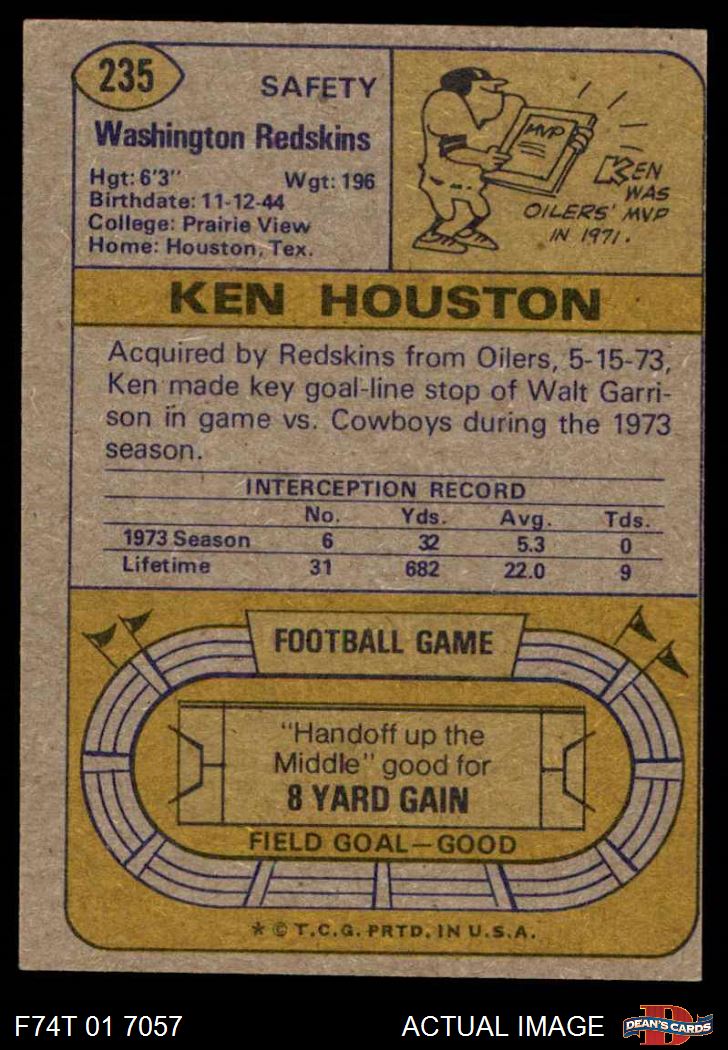 235
SAFETY
Washington Redskins
Hgt: 6'3" Wgt: 196
Birthdate: 11-12-44
College: Prairie View
Home: Houston, Tex.
MVP
KEN
WAS
OILERS' MVP
IN 1971.
KEN HOUSTON
Acquired by Redskins from Oilers, 5-15-73,
Ken made key goal-line stop of Walt Garri-
son in game vs. Cowboys during the 1973
season.
INTERCEPTION RECORD
No. Yds. Avg. Tds.
1973 Season 6 32 5.3 0
Lifetime 31 682 22.0 9
FOOTBALL GAME
"Handoff up the
Middle" good for
8 YARD GAIN
FIELD GOAL—GOOD
* © T.C.G. PRTD. IN U.S.A.
F74T 01 7057 ACTUAL IMAGE D DEAN'S CARDS